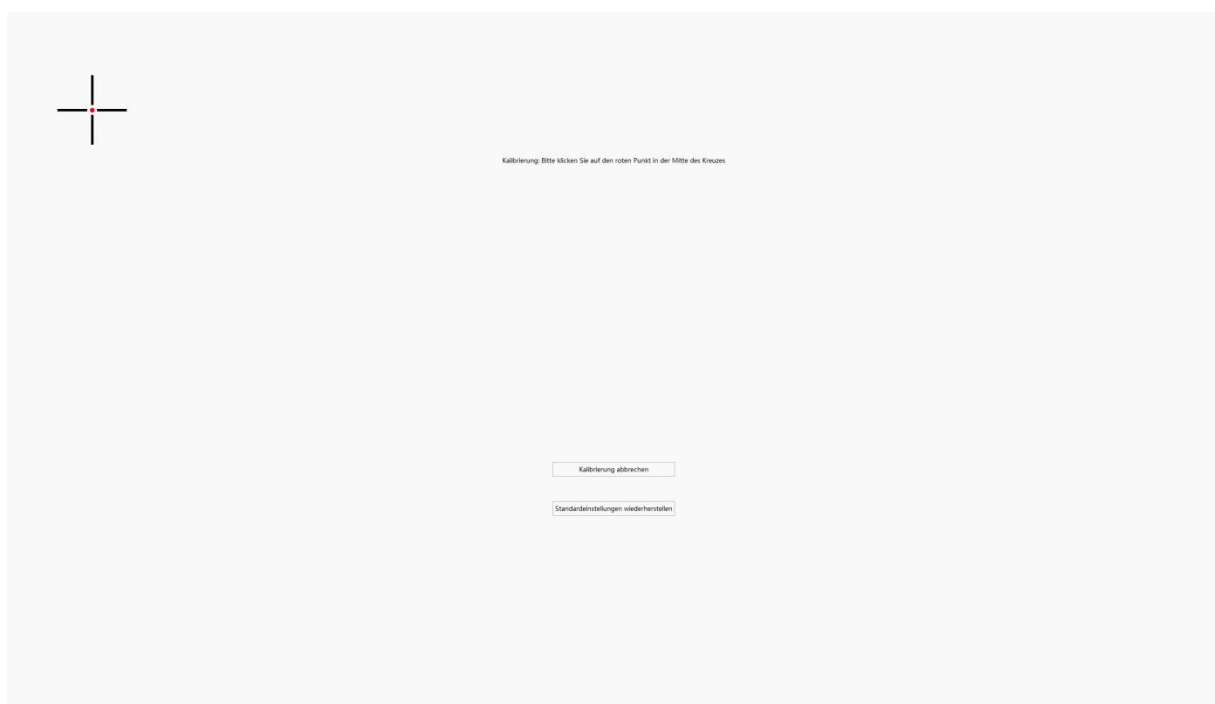 Kalibrierung: Bitte klicken Sie auf den roten Punkt in der Mitte des Kreuzes
Kalibrierung abbrechen
Standardeinstellungen wiederherstellen